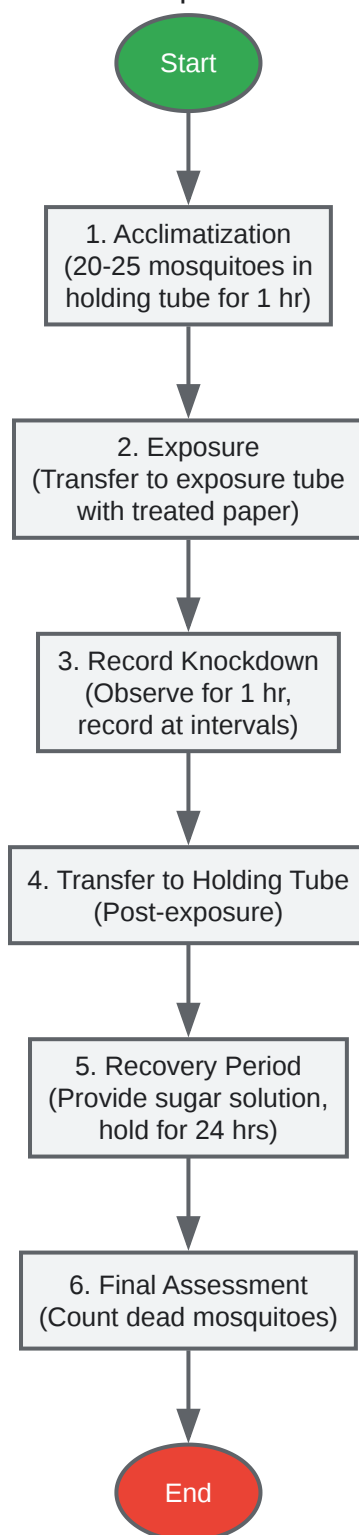 Start
1. Acclimatization
(20-25 mosquitoes in
holding tube for 1 hr)
2. Exposure
(Transfer to exposure tube
with treated paper)
3. Record Knockdown
(Observe for 1 hr,
record at intervals)
4. Transfer to Holding Tube
(Post-exposure)
5. Recovery Period
(Provide sugar solution,
hold for 24 hrs)
6. Final Assessment
(Count dead mosquitoes)
End